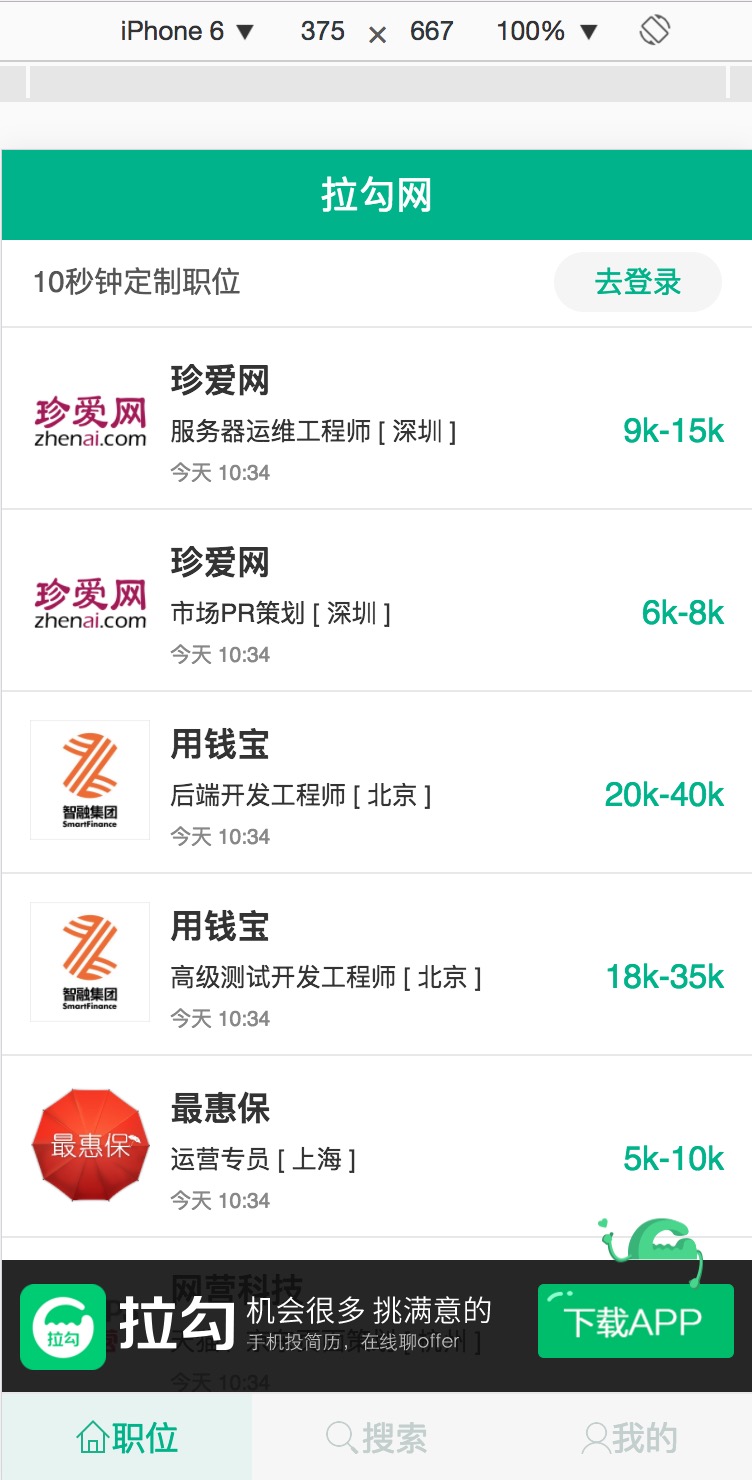 iPhone 6 ▼ 375 × 667 100% ▼
拉勾网
10秒钟定制职位 去登录
珍爱网
zhenai.com
珍爱网
服务器运维工程师 [ 深圳 ]
今天 10:34
9k-15k
珍爱网
zhenai.com
珍爱网
市场PR策划 [ 深圳 ]
今天 10:34
6k-8k
智融集团
SmartFinance
用钱宝
后端开发工程师 [ 北京 ]
今天 10:34
20k-40k
智融集团
SmartFinance
用钱宝
高级测试开发工程师 [ 北京 ]
今天 10:34
18k-35k
最惠保
最惠保
运营专员 [ 上海 ]
今天 10:34
5k-10k
网营科技
拉勾
拉勾
机会很多 挑满意的
手机投简历，在线聊offer
下载APP
今天 10:34
职位 搜索 我的